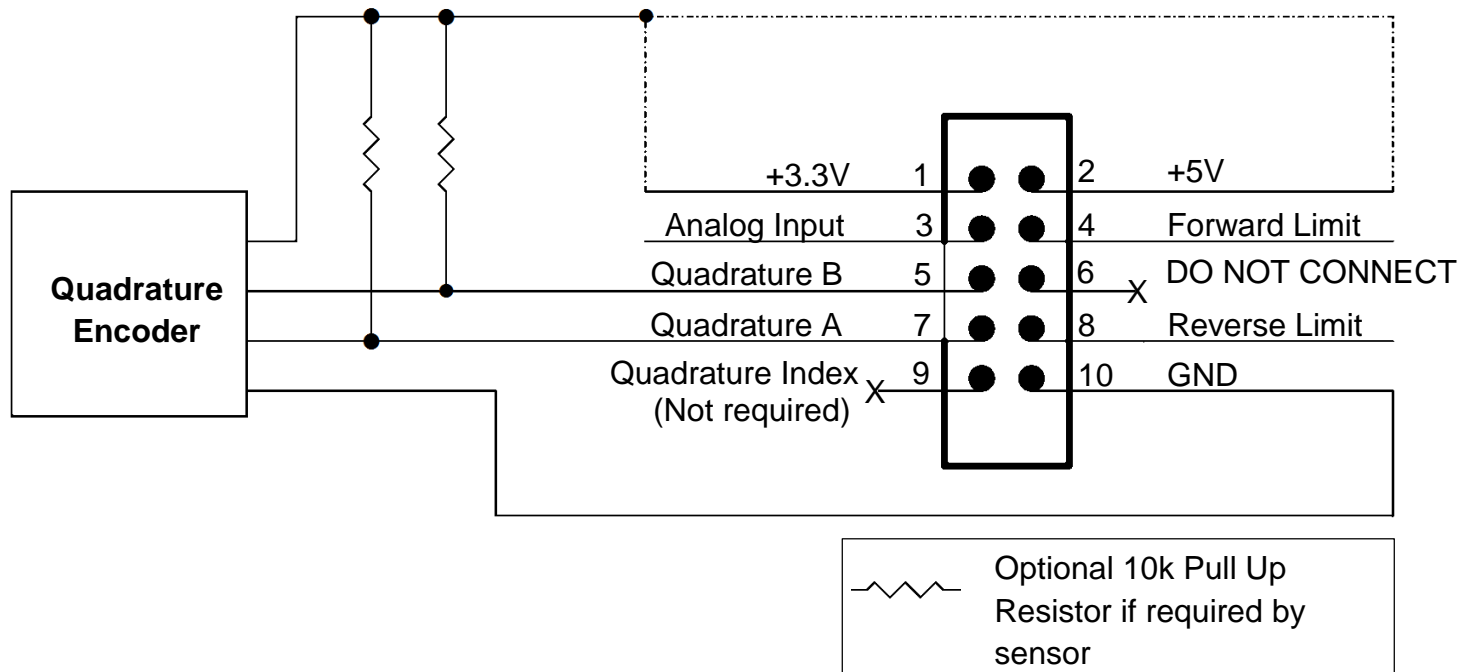 +3.3V 1 2 +5V
Analog Input 3 4 Forward Limit
Quadrature B 5 6 X DO NOT CONNECT
Quadrature Encoder
Quadrature A 7 8 Reverse Limit
Quadrature Index X 9 10 GND
(Not required)
Optional 10k Pull Up
Resistor if required by
sensor